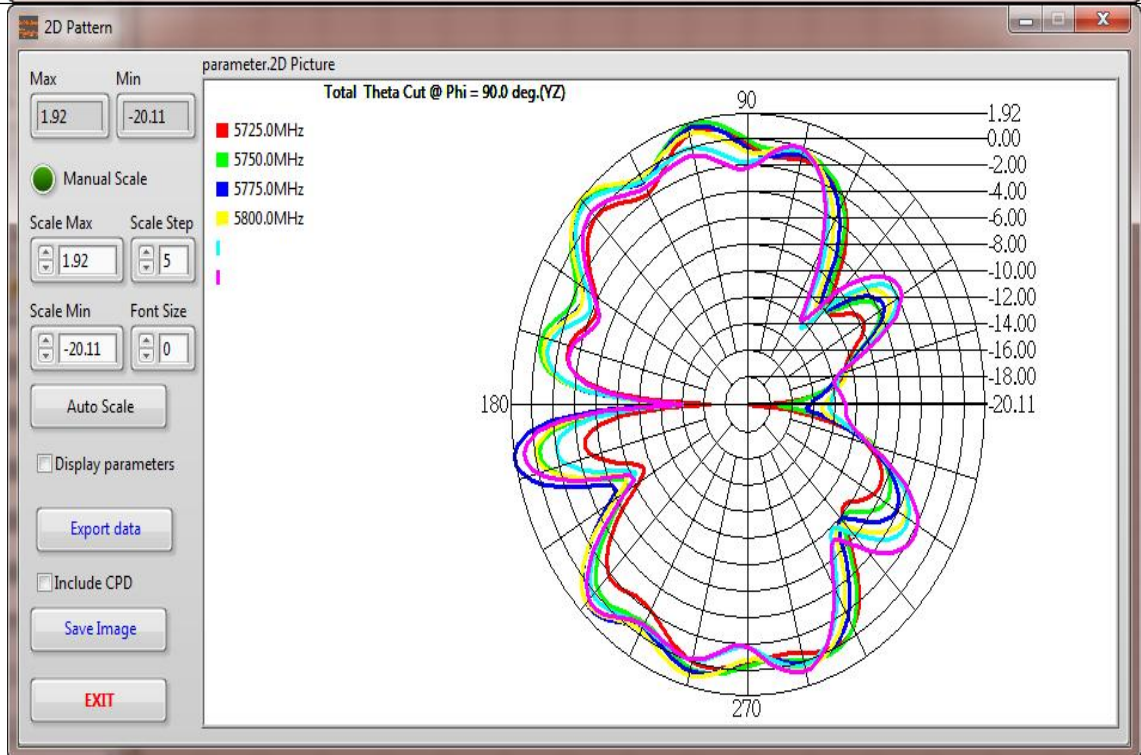 2D Pattern
X
Max Min
1.92 -20.11
Manual Scale
Scale Max Scale Step
1.92 5
Scale Min Font Size
-20.11 0
Auto Scale
Display parameters
Export data
Include CPD
Save Image
EXIT
parameter.2D Picture
Total Theta Cut @ Phi = 90.0 deg.(YZ)
5725.0MHz
5750.0MHz
5775.0MHz
5800.0MHz
90
180
270
1.92
0.00
-2.00
-4.00
-6.00
-8.00
-10.00
-12.00
-14.00
-16.00
-18.00
-20.11